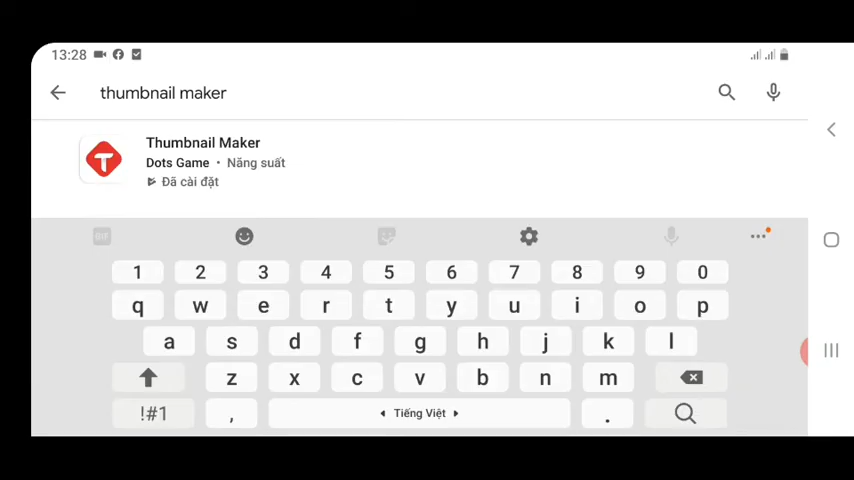 13:28
thumbnail maker
T
Thumbnail Maker
Dots Game • Năng suất
Đã cài đặt
GIF
1 2 3 4 5 6 7 8 9 0
q w e r t y u i o p
a s d f g h j k l
z x c v b n m
!#1 , Tiếng Việt .